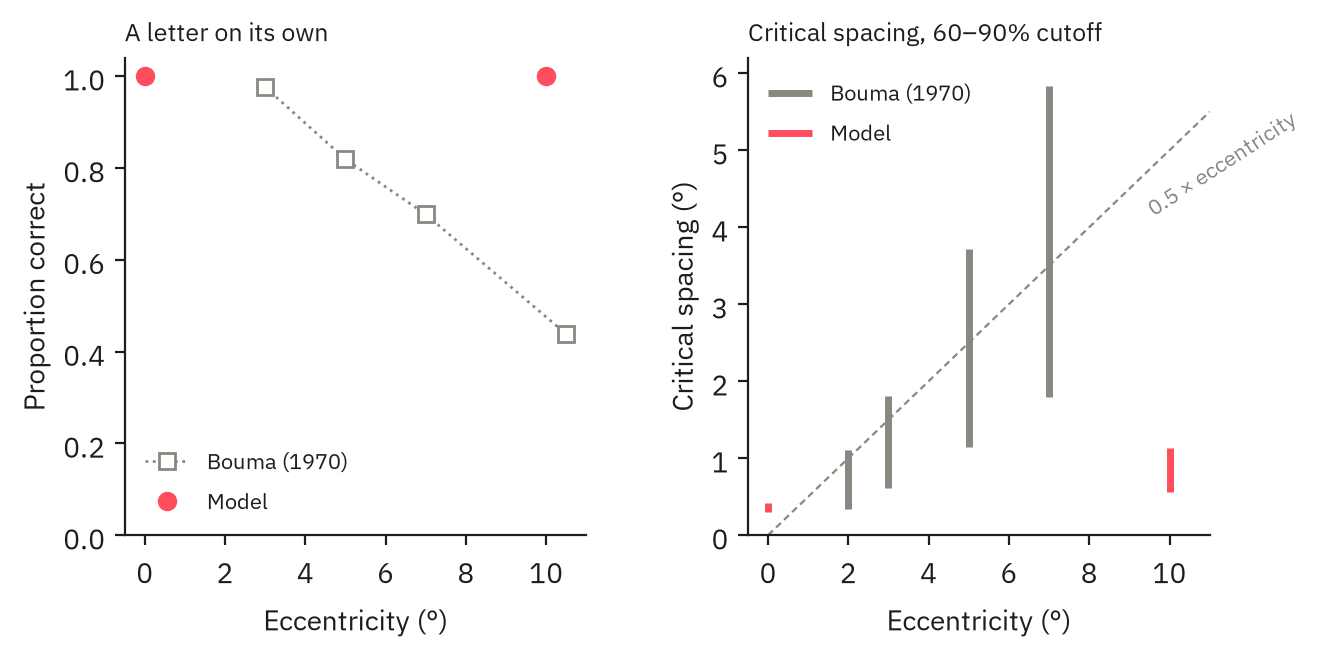 A letter on its own
Proportion correct
1.0
0.8
0.6
0.4
0.2
0.0
Bouma (1970)
Model
0
2
4
6
8
10
Eccentricity (°)
Critical spacing, 60–90% cutoff
Critical spacing (°)
6
5
4
3
2
1
0
Bouma (1970)
Model
0.5 × eccentricity
0
2
4
6
8
10
Eccentricity (°)